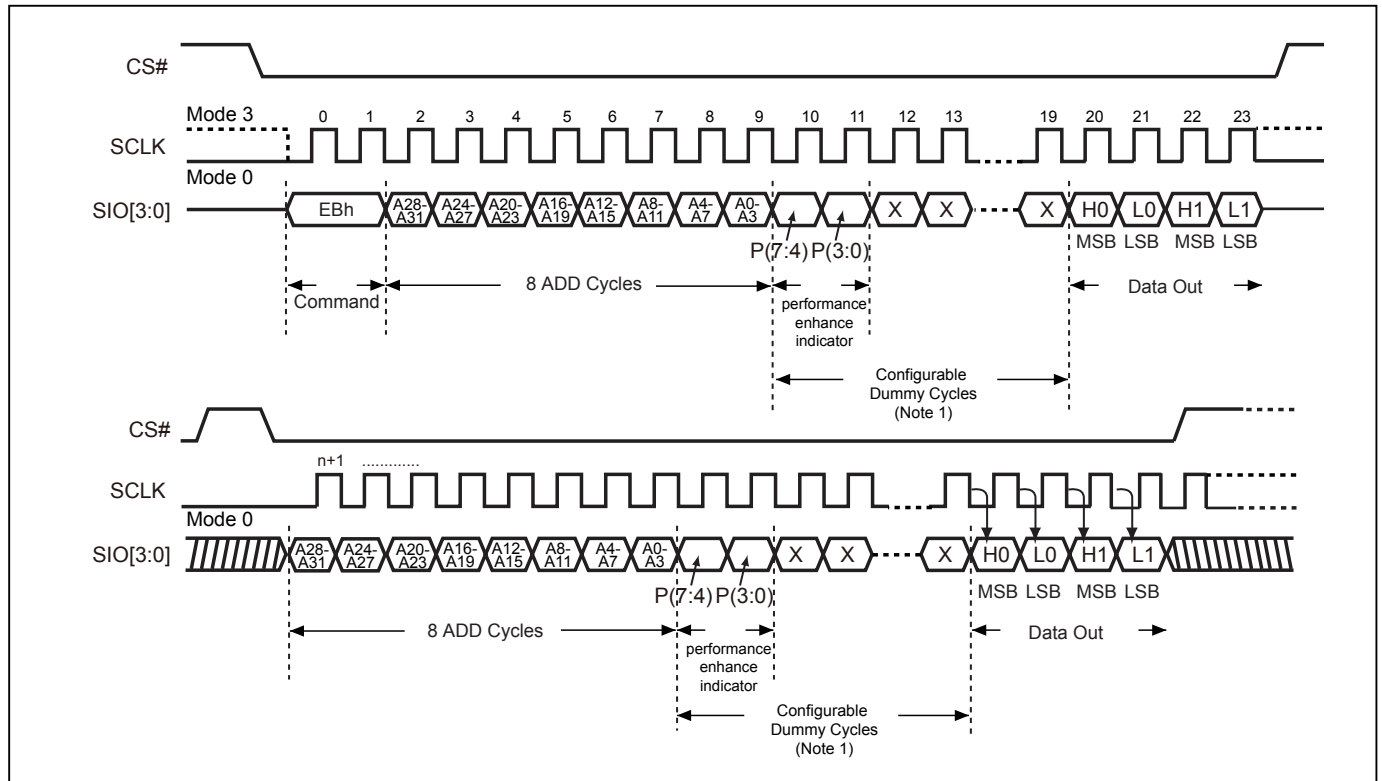 CS#
Mode 3
0 1 2 3 4 5 6 7 8 9 10 11 12 13 19 20 21 22 23
SCLK
Mode 0
SIO[3:0]
EBh A28-A31 A24-A27 A20-A23 A16-A19 A12-A15 A8-A11 A4-A7 A0-A3 X X X H0 L0 H1 L1
MSB LSB MSB LSB
P(7:4) P(3:0)
Command
8 ADD Cycles
performance
enhance
indicator
Data Out
Configurable
Dummy Cycles
(Note 1)
CS#
n+1 .............
SCLK
Mode 0
SIO[3:0]
A28-A31 A24-A27 A20-A23 A16-A19 A12-A15 A8-A11 A4-A7 A0-A3 X X X H0 L0 H1 L1
MSB LSB MSB LSB
P(7:4) P(3:0)
8 ADD Cycles
performance
enhance
indicator
Data Out
Configurable
Dummy Cycles
(Note 1)